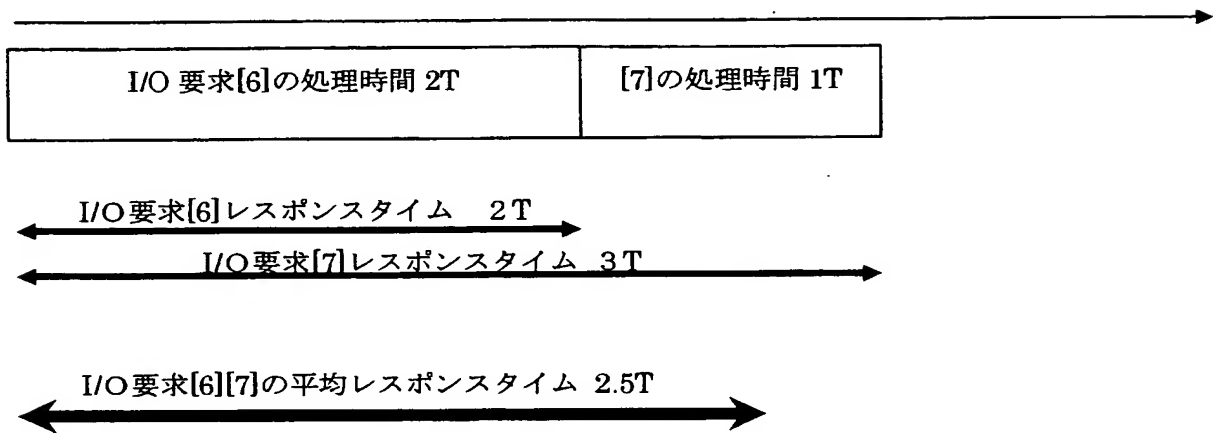 I/O 要求[6]の処理時間 2T
[7]の処理時間 1T
I/O要求[6]レスポンスタイム 2T
I/O要求[7]レスポンスタイム 3T
I/O要求[6][7]の平均レスポンスタイム 2.5T